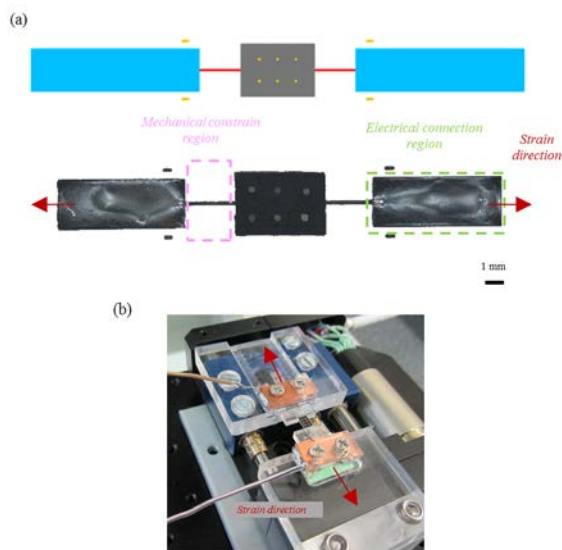 (a)
Mechanical constrain
region
Electrical connection
region
Strain
direction
1 mm
(b)
Strain direction